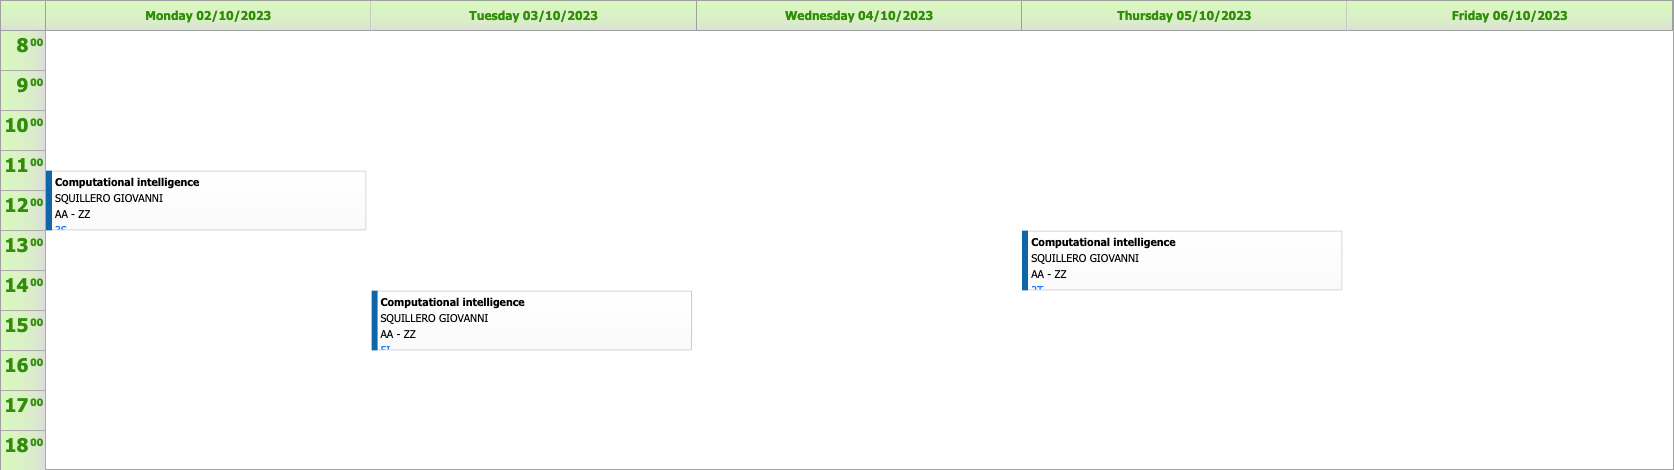 Monday 02/10/2023 Tuesday 03/10/2023 Wednesday 04/10/2023 Thursday 05/10/2023 Friday 06/10/2023
8 00
9 00
10 00
11 00
Computational intelligence
SQUILLERO GIOVANNI
12 00
AA - ZZ
13 00
Computational intelligence
SQUILLERO GIOVANNI
AA - ZZ
14 00
Computational intelligence
SQUILLERO GIOVANNI
AA - ZZ
15 00
16 00
17 00
18 00